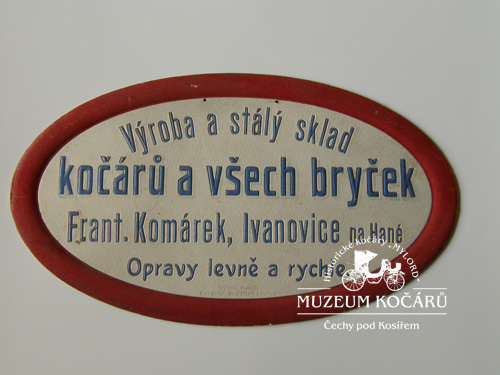 Výroba a stálý sklad
kočárů a všech bryček
Frant. Komárek, Ivanovice na Hané
Opravy levně a rychle
Historické kočáry "MYLORD"
MUZEUM KOČÁRŮ
Čechy pod Kosířem